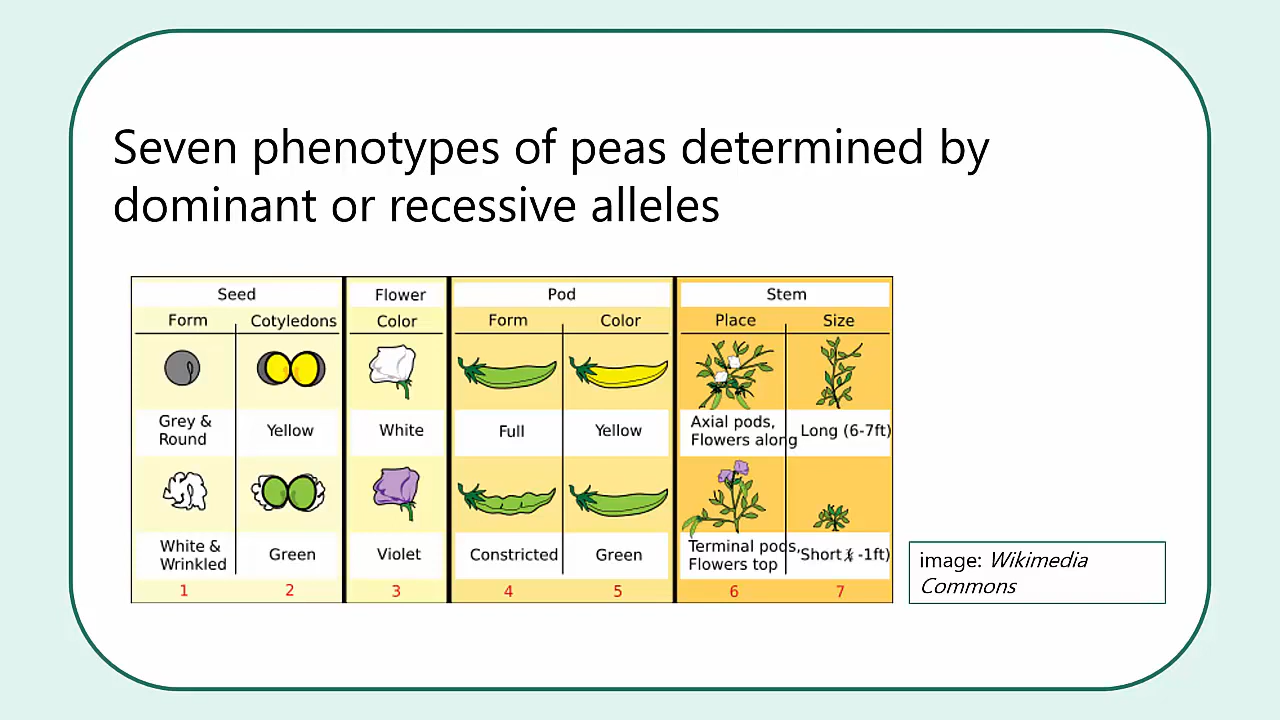 Seven phenotypes of peas determined by
dominant or recessive alleles
Seed Flower Pod Stem
Form Cotyledons Color Form Color Place Size
Grey &
Round
Yellow
White
Full
Yellow
Axial pods,
Flowers along
Long (6-7ft)
White &
Wrinkled
Green
Violet
Constricted
Green
Terminal pods,
Flowers top
Short -1ft)
1 2 3 4 5 6 7
image: Wikimedia
Commons